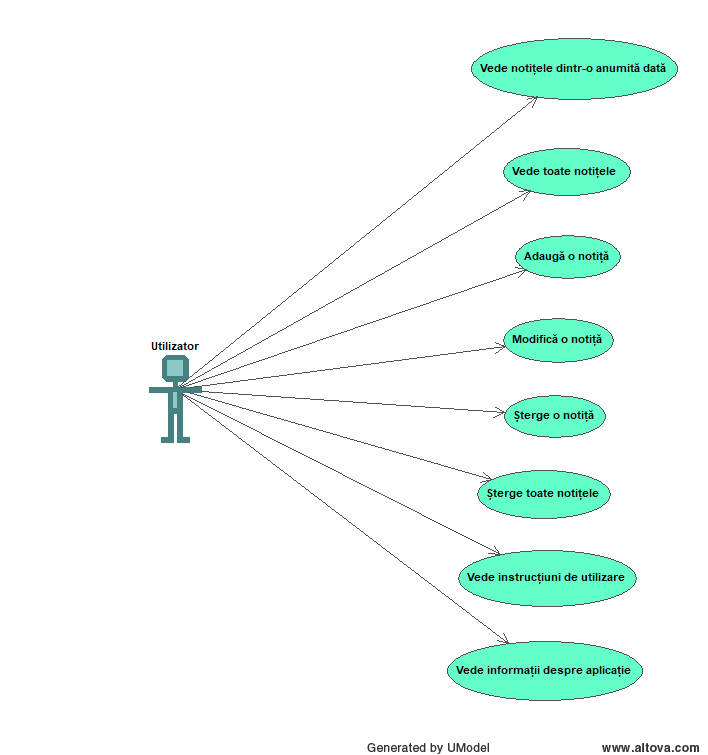 Vede notițele dintr-o anumită dată
Vede toate notițele
Adaugă o notiță
Modifică o notiță
Utilizator
Șterge o notiță
Șterge toate notițele
Vede instrucțiuni de utilizare
Vede informații despre aplicație
Generated by UModel www.altova.com